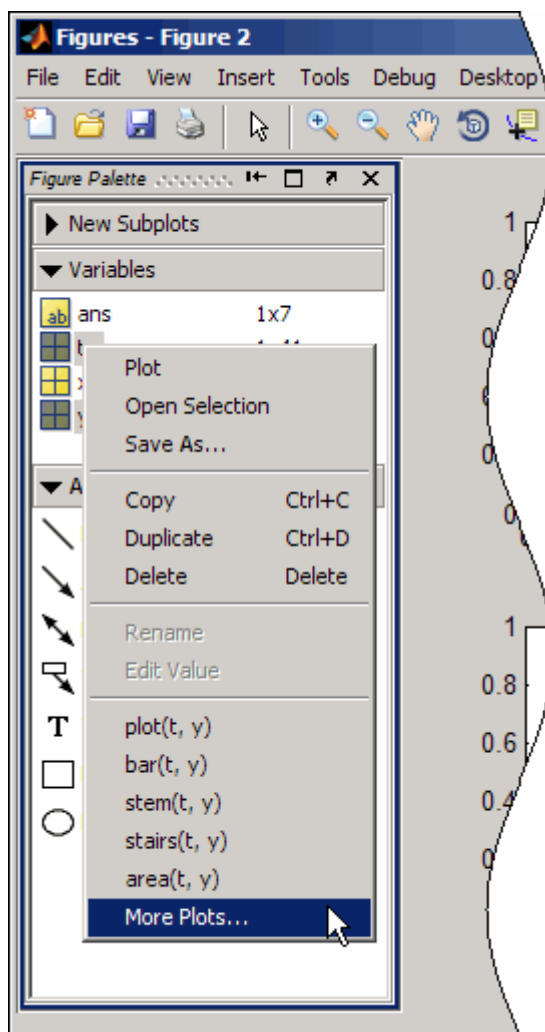 Figures - Figure 2
File Edit View Insert Tools Debug Desktop
Figure Palette
New Subplots
Variables
ab ans 1x7
Plot
Open Selection
Save As...
Copy Ctrl+C
Duplicate Ctrl+D
Delete Delete
Rename
Edit Value
T
plot(t, y)
bar(t, y)
stem(t, y)
stairs(t, y)
area(t, y)
More Plots...
1
0.8
1
0.8
0.6
0.4